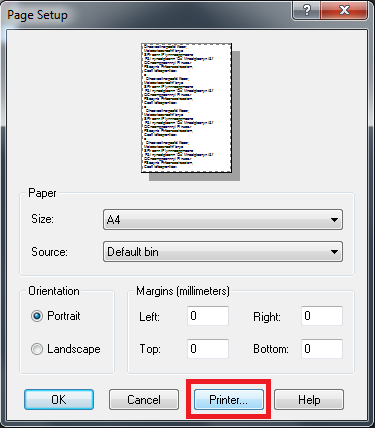 Page Setup
Paper
Size: A4
Source: Default bin
Orientation
Portrait
Landscape
Margins (millimeters)
Left: 0 Right: 0
Top: 0 Bottom: 0
OK Cancel Printer... Help